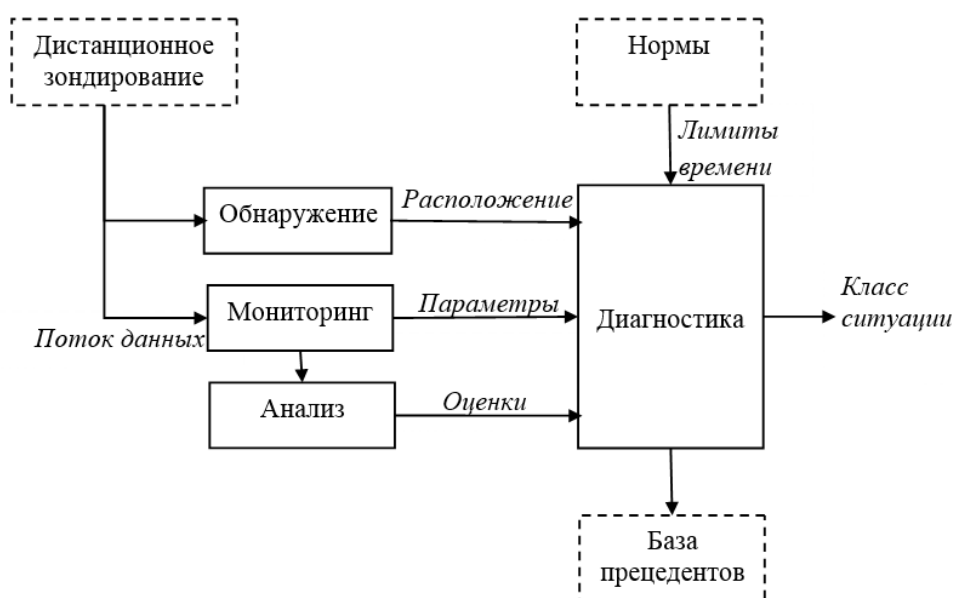 Дистанционное
зондирование
Нормы
Лимиты
времени
Обнаружение
Расположение
Мониторинг
Параметры
Поток данных
Диагностика
Класс
ситуации
Анализ
Оценки
База
прецедентов